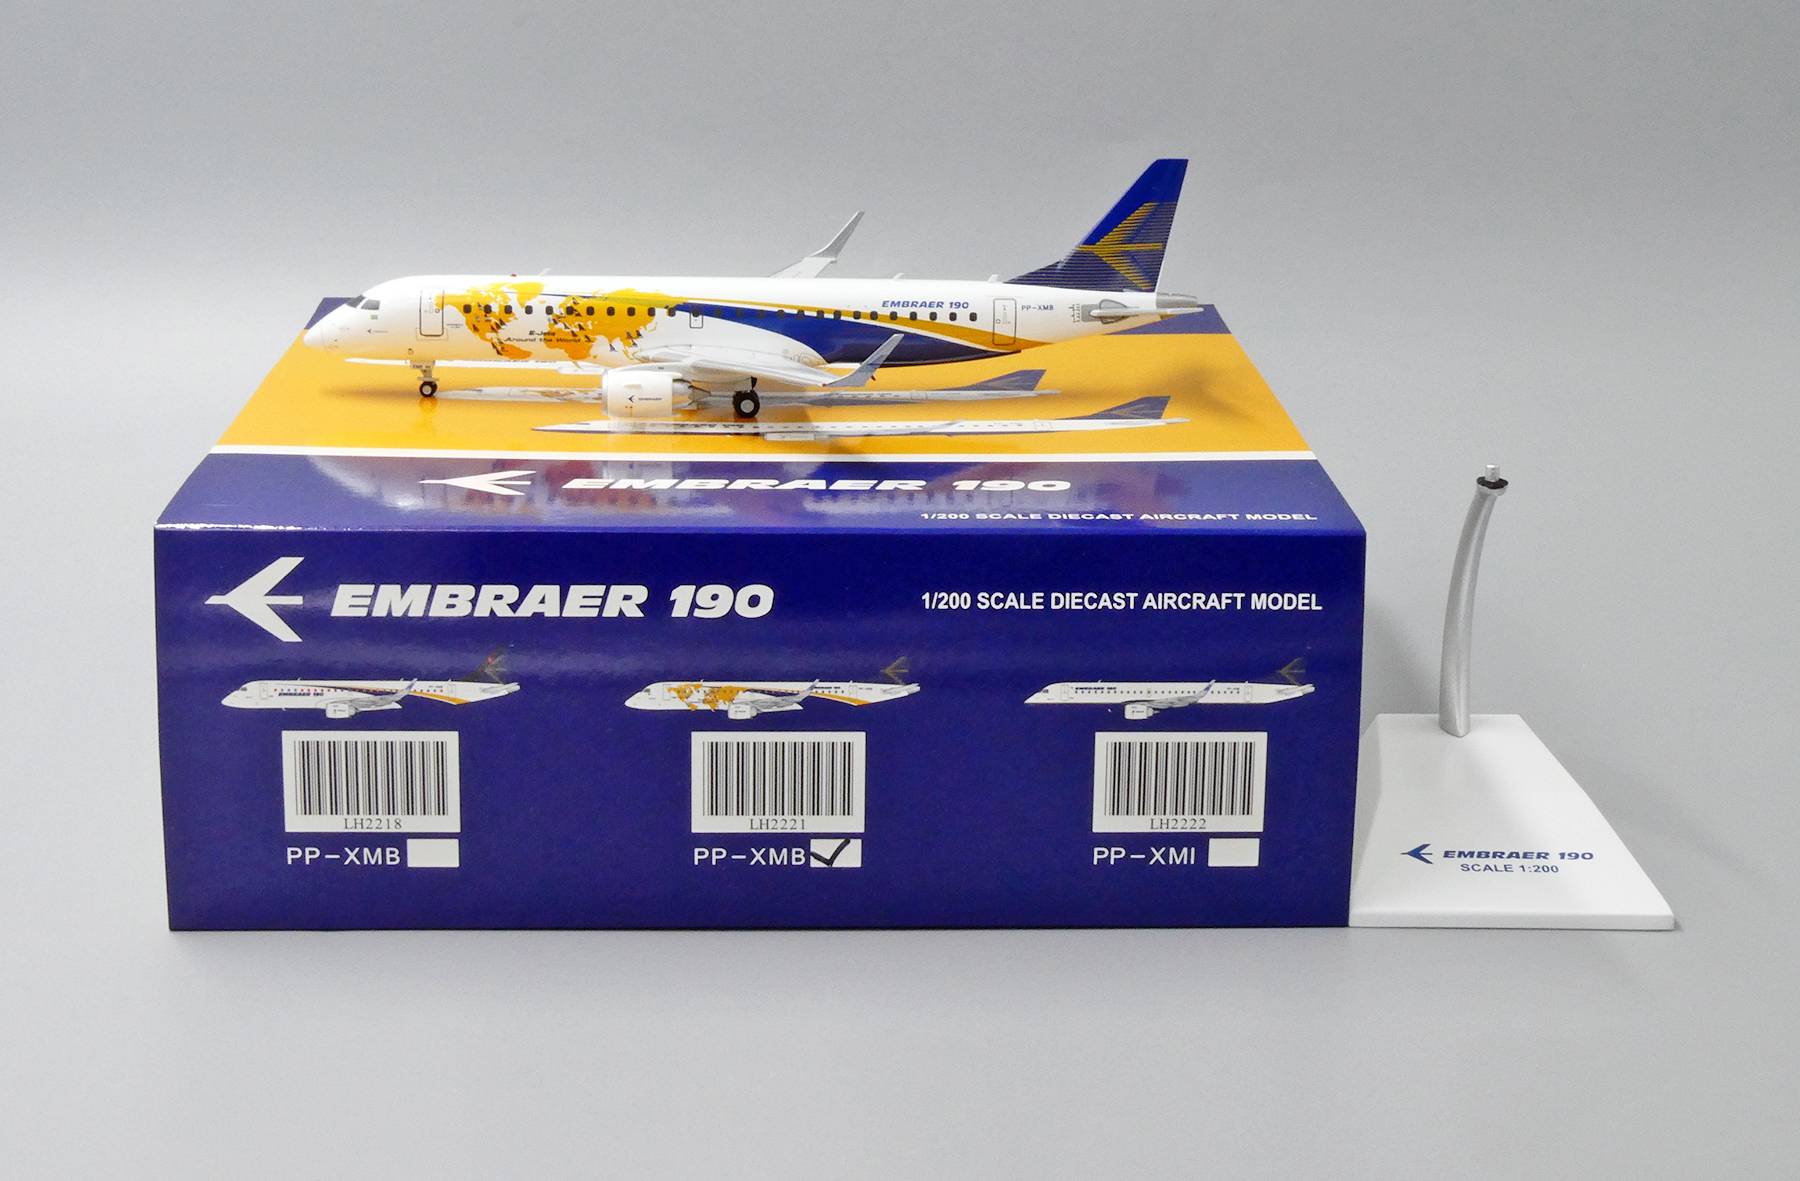 EMBRAER 190
PP-XMB
E-Jets
Around the World
EMBRAER 190
1/200 SCALE DIECAST AIRCRAFT MODEL
EMBRAER 190
1/200 SCALE DIECAST AIRCRAFT MODEL
LH2218
LH2221
LH2222
PP-XMB
PP-XMB
PP-XMI
EMBRAER 190
SCALE 1:200